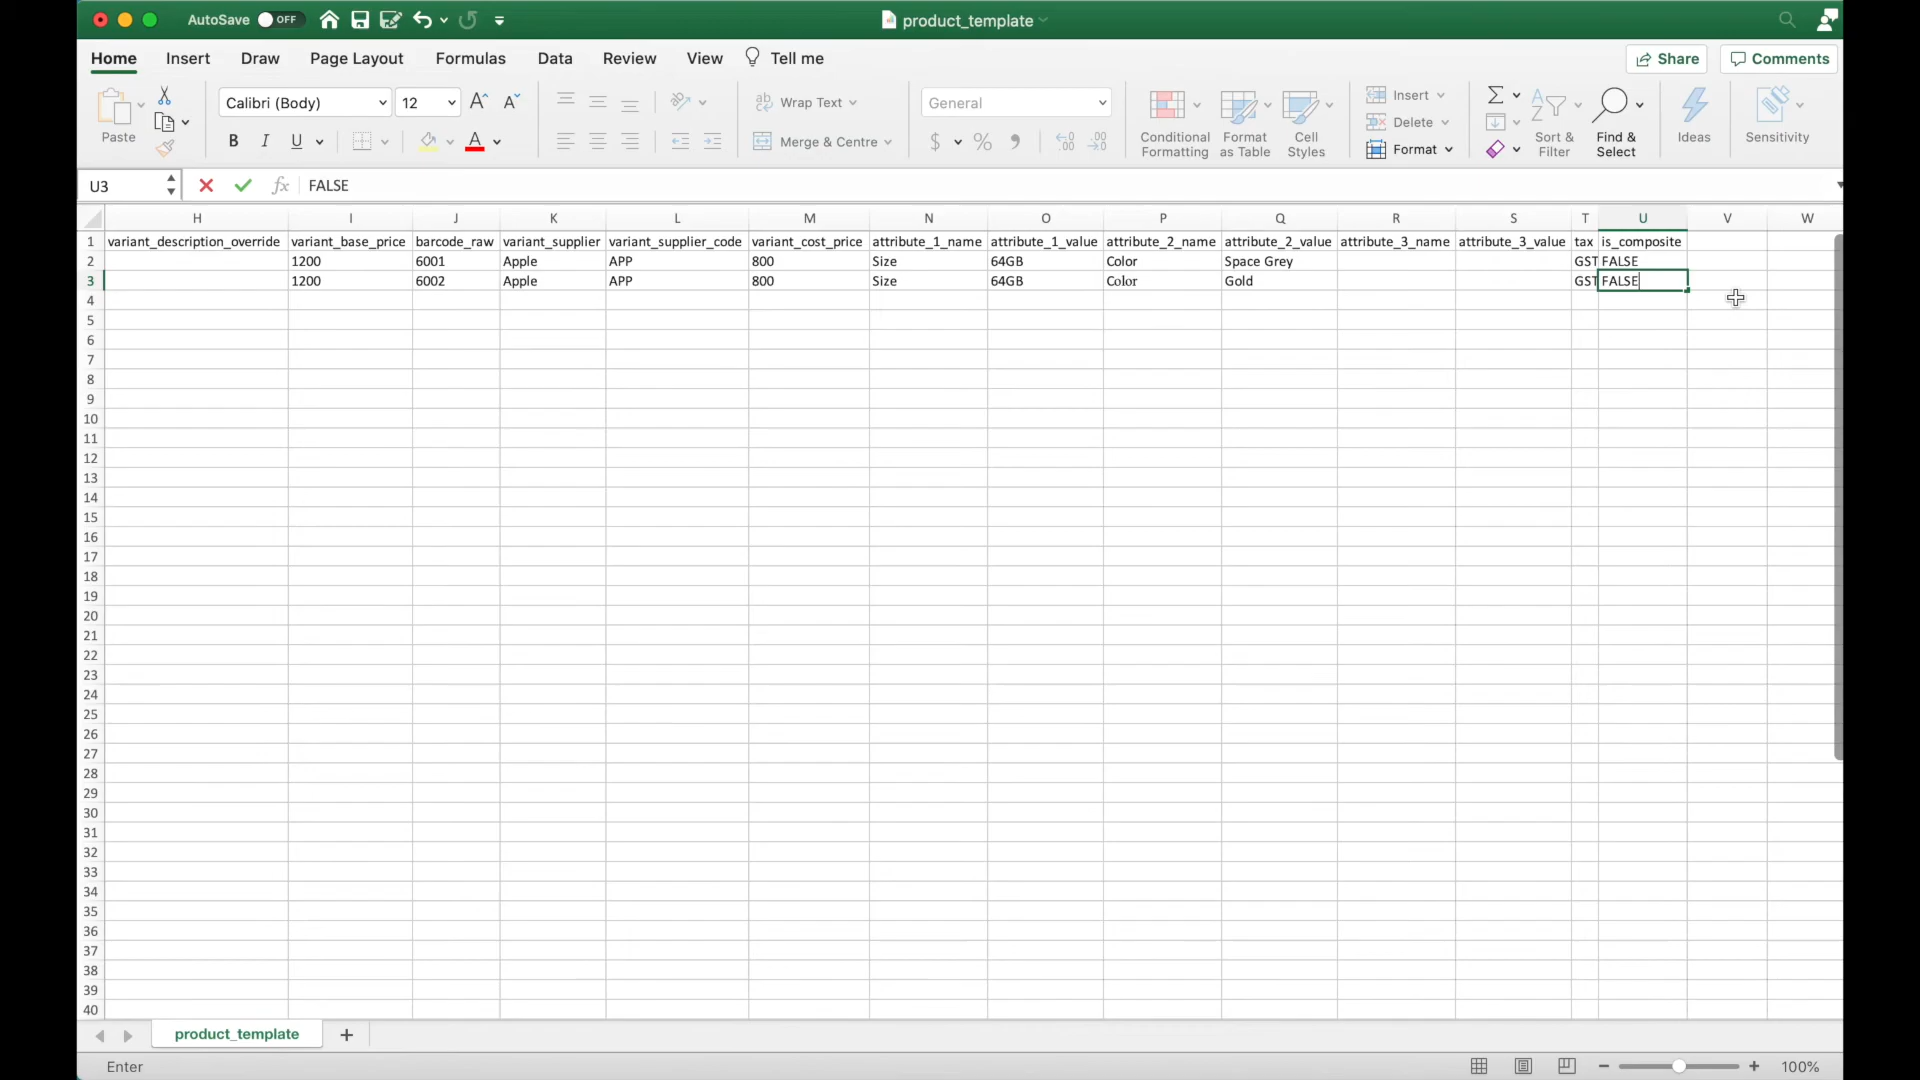 AutoSave OFF product_template
Home Insert Draw Page Layout Formulas Data Review View Tell me Share Comments
Paste
Calibri (Body) 12 A^ A˅
B I U A
Wrap Text
Merge & Centre
General
$ % ,
Conditional Formatting
Format as Table
Cell Styles
Insert
Delete
Format
Sort & Filter
Find & Select
Ideas
Sensitivity
U3 fx FALSE
H I J K L M N O P Q R S T U V W
1 variant_description_override variant_base_price barcode_raw variant_supplier variant_supplier_code variant_cost_price attribute_1_name attribute_1_value attribute_2_name attribute_2_value attribute_3_name attribute_3_value tax is_composite
2 1200 6001 Apple APP 800 Size 64GB Color Space Grey GST FALSE
3 1200 6002 Apple APP 800 Size 64GB Color Gold GST FALSE
4
5
6
7
8
9
10
11
12
13
14
15
16
17
18
19
20
21
22
23
24
25
26
27
28
29
30
31
32
33
34
35
36
37
38
39
40
product_template +
Enter 100%